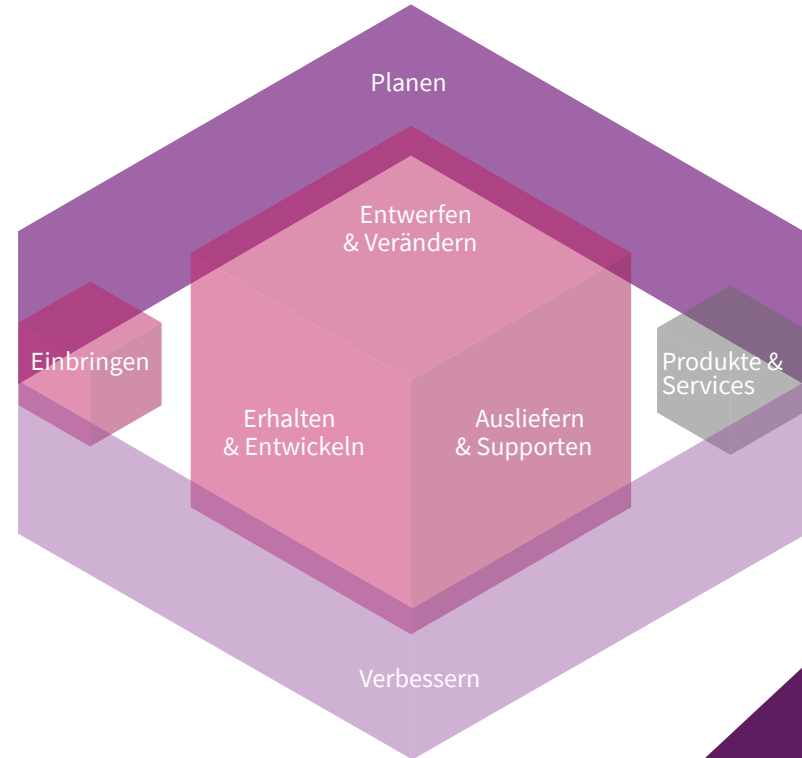 Planen
Entwerfen
& Verändern
Einbringen
Produkte &
Services
Erhalten
& Entwickeln
Ausliefern
& Supporten
Verbessern